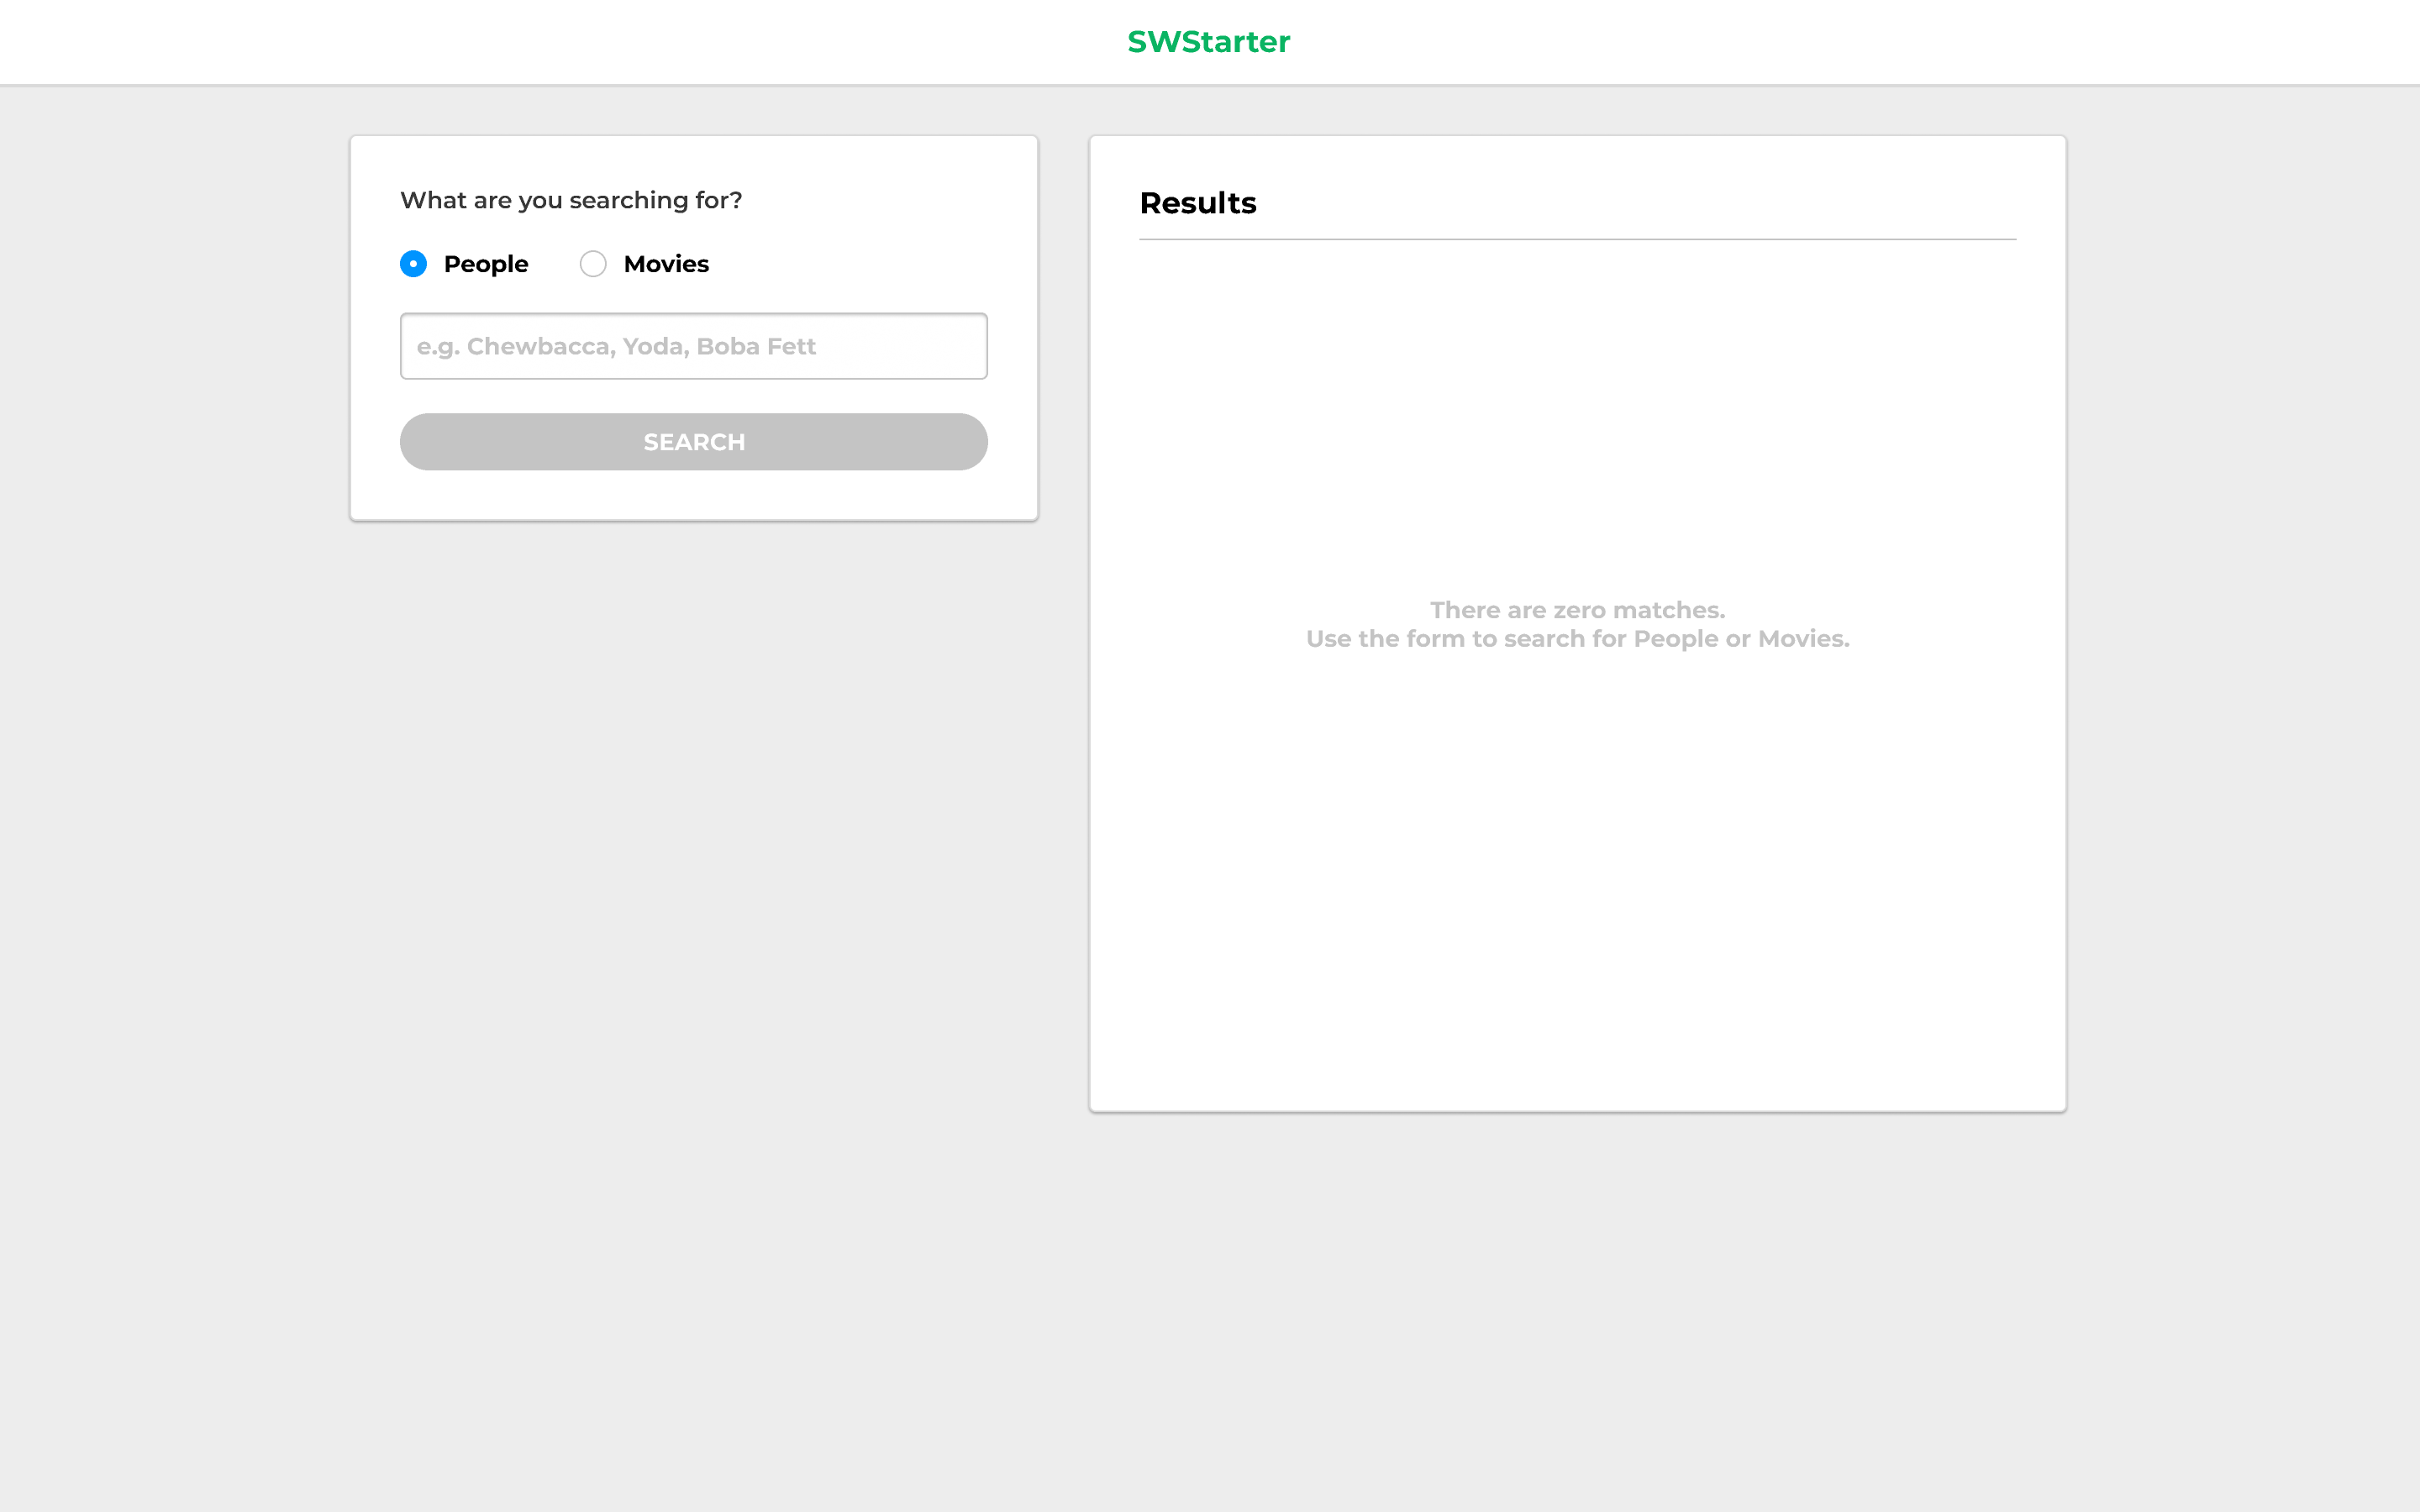 SWStarter
What are you searching for?
People
Movies
e.g. Chewbacca, Yoda, Boba Fett
SEARCH
Results
There are zero matches.
Use the form to search for People or Movies.